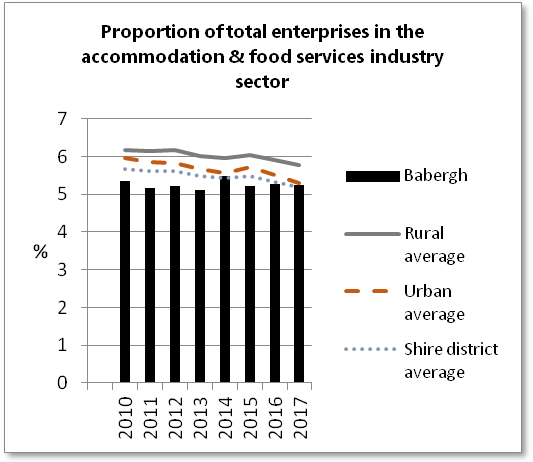 Proportion of total enterprises in the
accommodation & food services industry
sector
7
6
5
4
3
2
1
0
%
2010
2011
2012
2013
2014
2015
2016
2017
Babergh
Rural
average
Urban
average
Shire district
average